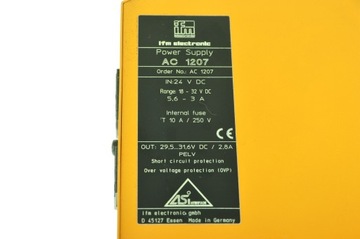 ifm
ifm electronic
Power Supply
AC 1207
Order No.: AC 1207
IN:24 V DC
Range: 18 - 32 V DC
5,6 - 3 A
Internal fuse
T 10 A / 250 V
CE
OUT: 29,5...31,6V DC / 2,8A
PELV
Short circuit protection
Over voltage protection (OVP)
ASi
ifm electronic gmbh
D 45127 Essen Made in Germany